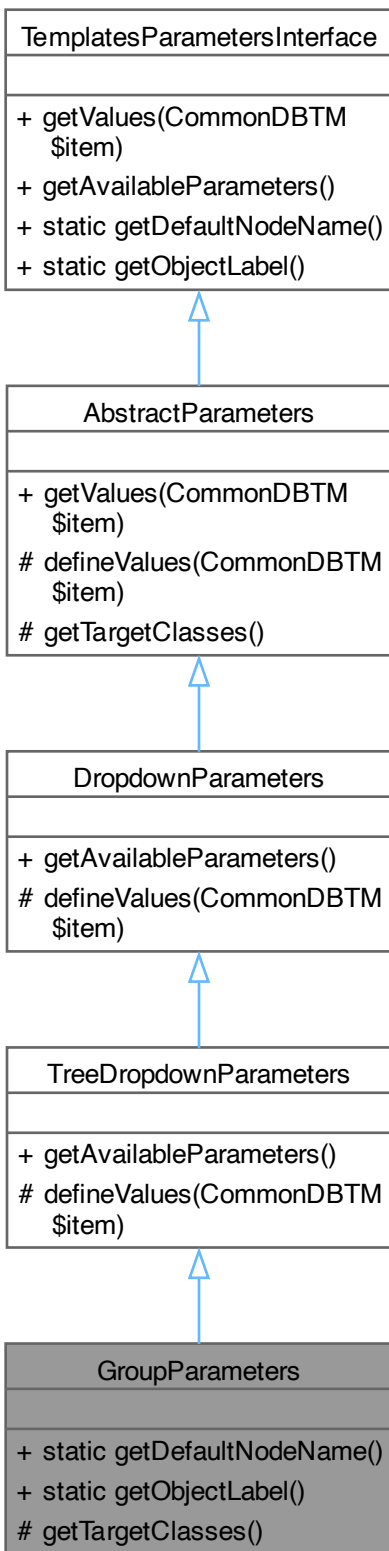 TemplatesParametersInterface
+ getValues(CommonDBTM
$item)
+ getAvailableParameters()
+ static getDefaultNodeName()
+ static getObjectLabel()
AbstractParameters
+ getValues(CommonDBTM
$item)
# defineValues(CommonDBTM
$item)
# getTargetClasses()
DropdownParameters
+ getAvailableParameters()
# defineValues(CommonDBTM
$item)
TreeDropdownParameters
+ getAvailableParameters()
# defineValues(CommonDBTM
$item)
GroupParameters
+ static getDefaultNodeName()
+ static getObjectLabel()
# getTargetClasses()